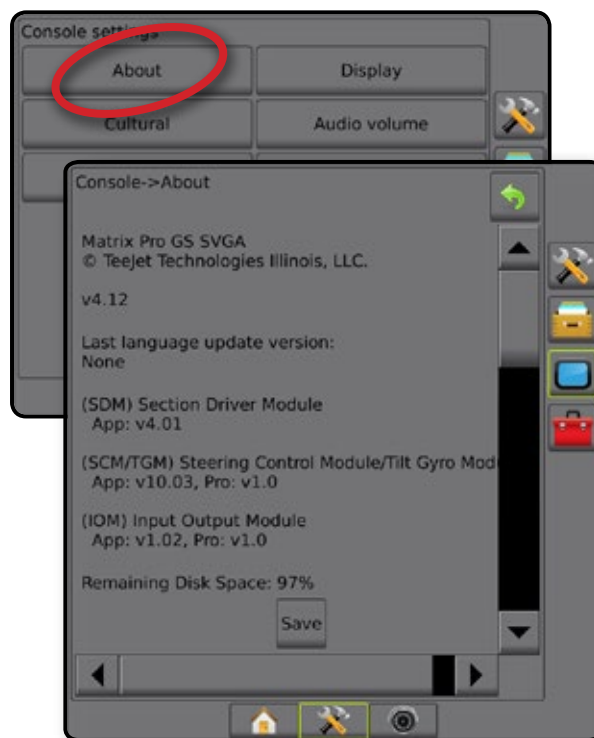 Console settings
About
Display
Cultural
Audio volume
Console->About
Matrix Pro GS SVGA
© TeeJet Technologies Illinois, LLC.
v4.12
Last language update version:
None
(SDM) Section Driver Module
App: v4.01
(SCM/TGM) Steering Control Module/Tilt Gyro Mod
App: v10.03, Pro: v1.0
(IOM) Input Output Module
App: v1.02, Pro: v1.0
Remaining Disk Space: 97%
Save